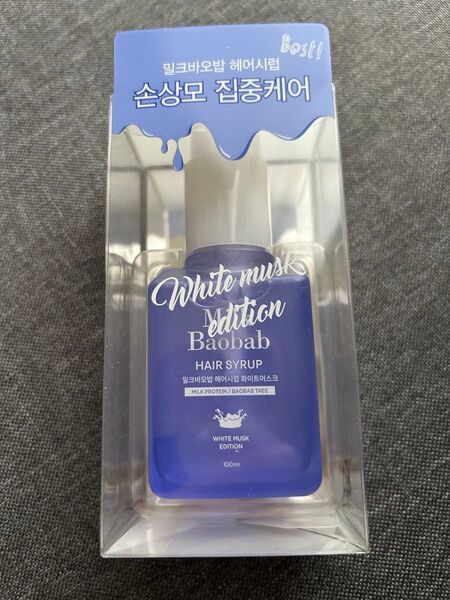 Best!
밀크바오밥 헤어시럽
손상모 집중케어
White musk
edition
Baobab
HAIR SYRUP
밀크바오밥 헤어시럽 화이트머스크
MILK PROTEIN / BAOBAB TREE
WHITE MUSK
EDITION
100ml